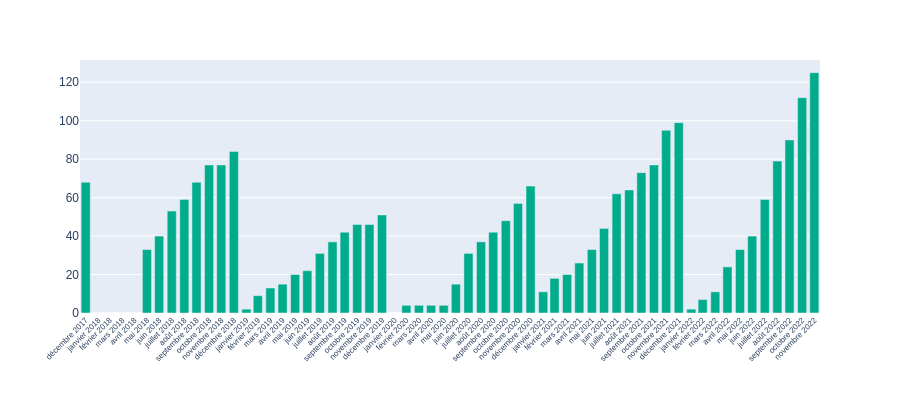 120
100
80
60
40
20
0
décembre 2017
janvier 2018
février 2018
mars 2018
avril 2018
mai 2018
juin 2018
juillet 2018
août 2018
septembre 2018
octobre 2018
novembre 2018
décembre 2018
janvier 2019
février 2019
mars 2019
avril 2019
mai 2019
juin 2019
juillet 2019
août 2019
septembre 2019
octobre 2019
novembre 2019
décembre 2019
janvier 2020
février 2020
mars 2020
avril 2020
mai 2020
juin 2020
juillet 2020
août 2020
septembre 2020
octobre 2020
novembre 2020
décembre 2020
janvier 2021
février 2021
mars 2021
avril 2021
mai 2021
juin 2021
juillet 2021
août 2021
septembre 2021
octobre 2021
novembre 2021
décembre 2021
janvier 2022
février 2022
mars 2022
avril 2022
mai 2022
juin 2022
juillet 2022
août 2022
septembre 2022
octobre 2022
novembre 2022